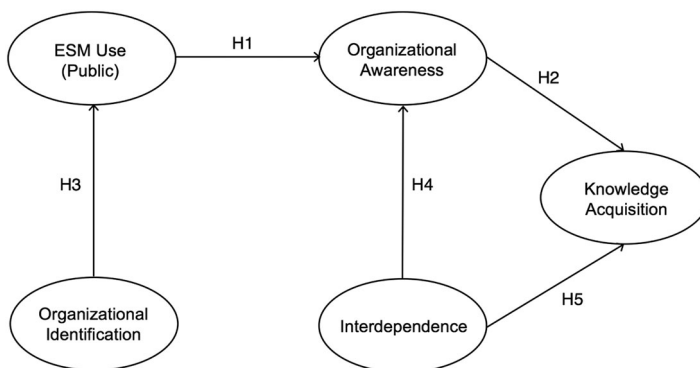 ESM Use
(Public)
H1
Organizational
Awareness
H2
H3
H4
Knowledge
Acquisition
Organizational
Identification
Interdependence
H5